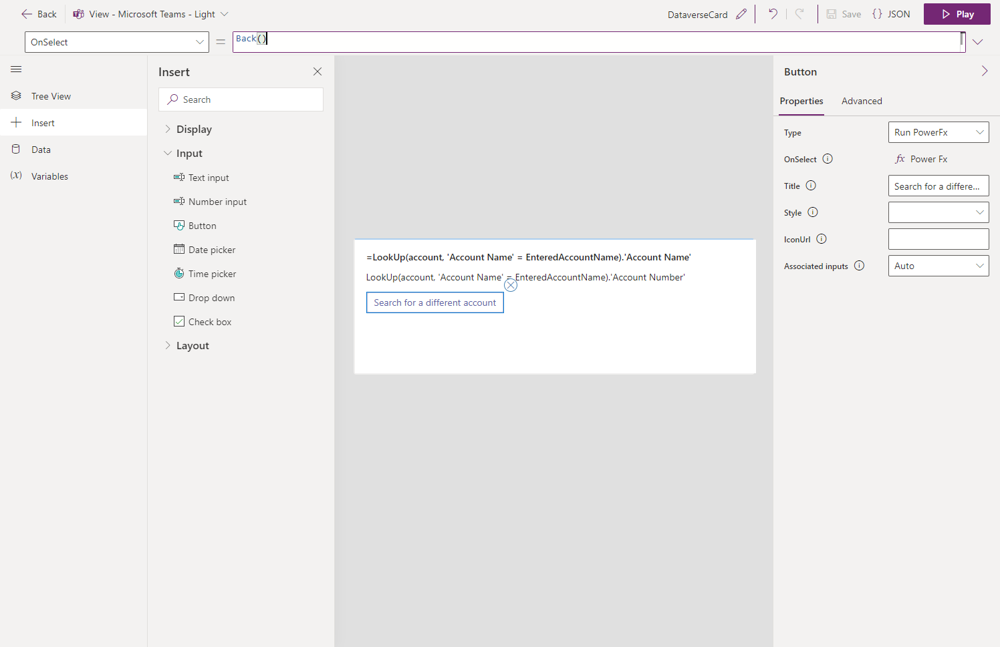 Back
View - Microsoft Teams - Light
DataverseCard
Save
{} JSON
Play
OnSelect
=
Back()
Tree View
Insert
Data
(x) Variables
Insert
Search
Display
Input
Text input
Number input
Button
Date picker
Time picker
Drop down
Check box
Layout
=LookUp(account, 'Account Name' = EnteredAccountName).'Account Name'
LookUp(account, 'Account Name' = EnteredAccountName).'Account Number'
Search for a different account
Button
Properties
Advanced
Type
Run PowerFx
OnSelect
fx Power Fx
Title
Search for a differe...
Style
IconUrl
Associated inputs
Auto